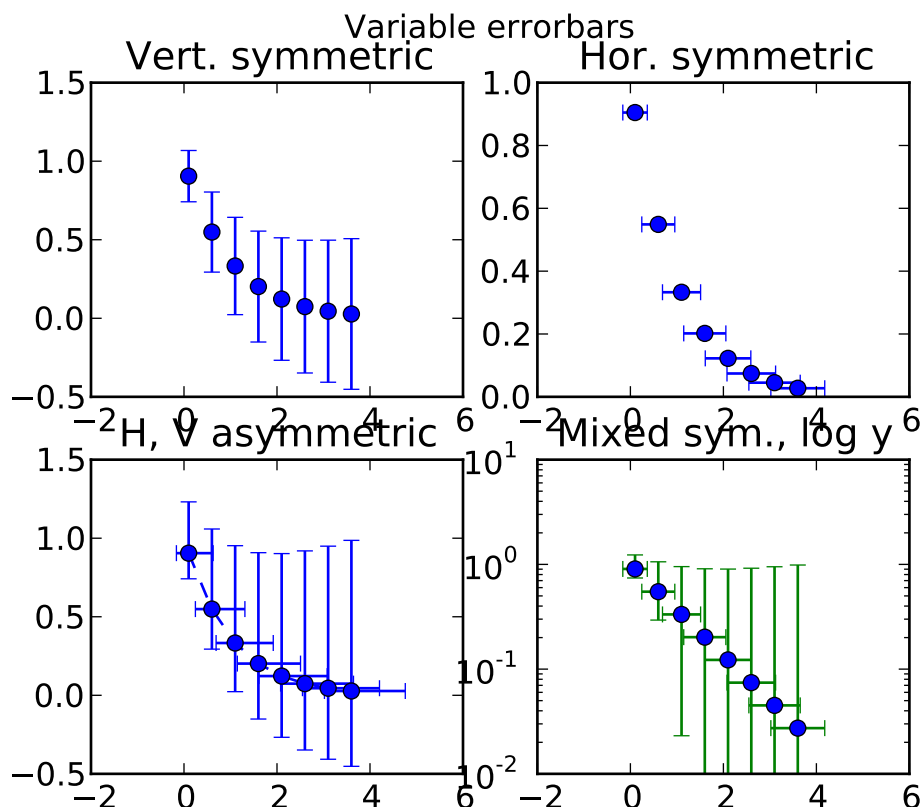 Variable errorbars
Vert. symmetric
Hor. symmetric
1.5
1.0
0.5
0.0
−0.5
−2 0 2 4 6
1.0
0.8
0.6
0.4
0.2
0.0
−2 0 2 4 6
H, V asymmetric
Mixed sym., log y
1.5
1.0
0.5
0.0
−0.5
−2 0 2 4 6
10^1
10^0
10^-1
10^-2
−2 0 2 4 6